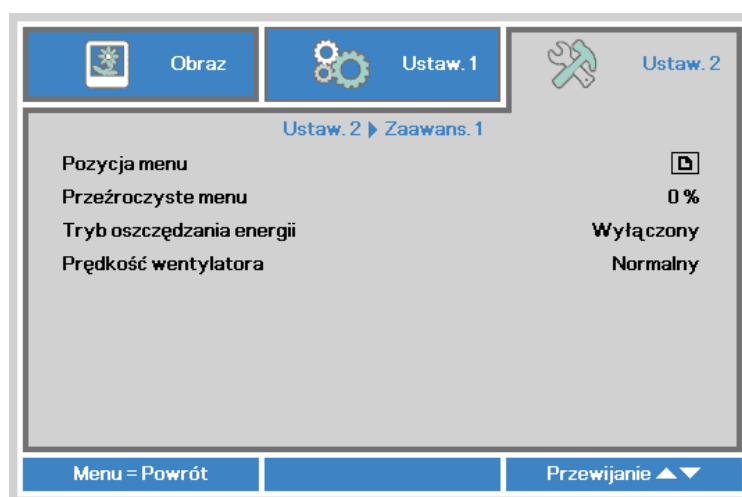 Obraz
Ustaw. 1
Ustaw. 2
Ustaw. 2 ▶ Zaawans. 1
Pozycja menu
Przeźroczyste menu 0 %
Tryb oszczędzania energii Wyłączony
Prędkość wentylatora Normalny
Menu = Powrót Przewijanie ▲▼